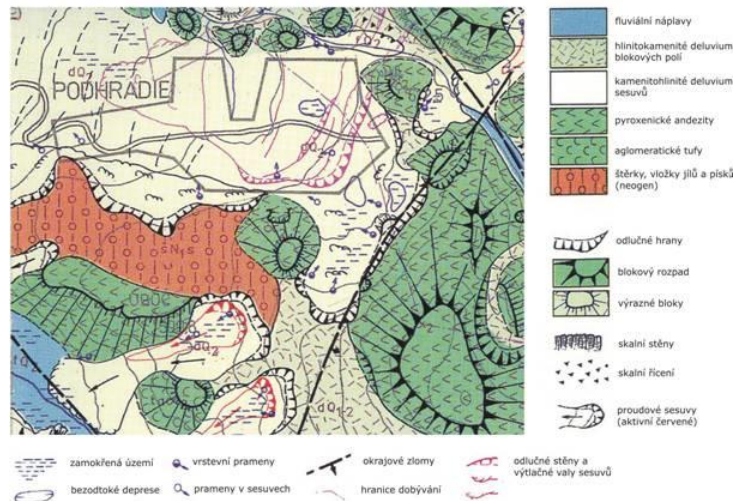 PODHRADIE
dQ₁₋₂
fluviální náplavy
hlinitokamenité deluvium
blokových polí
kamenitohlinité deluvium
sesuvů
pyroxenické andezity
aglomeratické tufy
štěrky, vložky jílů a písků
(neogen)
odlučné hrany
blokový rozpad
výrazné bloky
skalní stěny
skalní řícení
proudové sesuvy
(aktivní červené)
zamokřená území
vrstevní prameny
okrajové zlomy
odlučné stěny a
výtlačné valy sesuvů
bezodtoké deprese
prameny v sesuvech
hranice dobývání